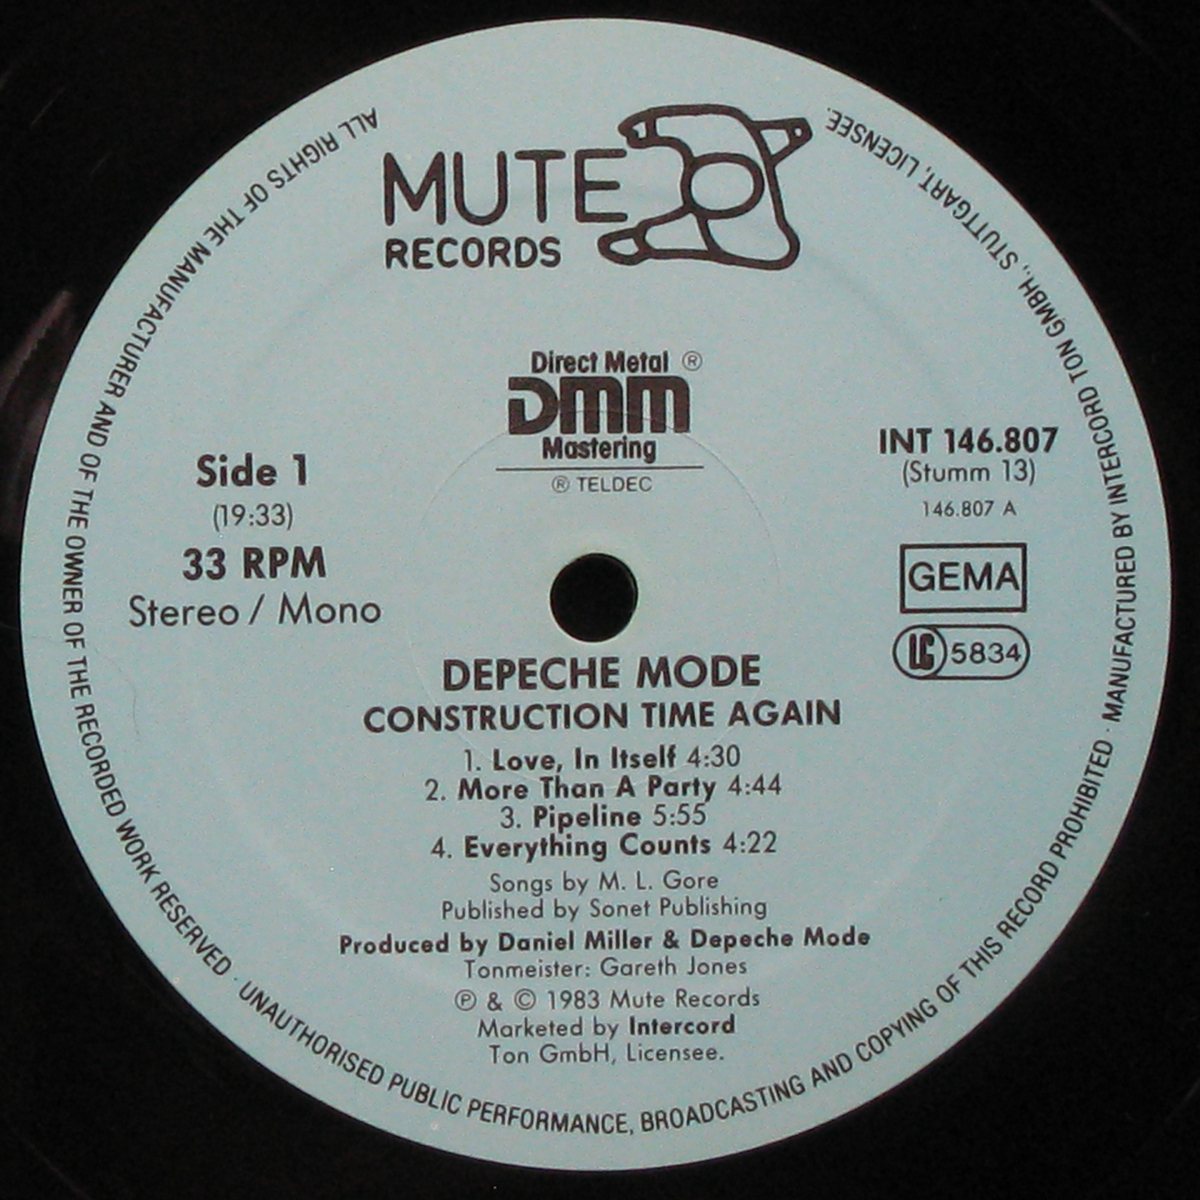 MUTE
RECORDS
Direct Metal ®
DMM
Mastering
® TELDEC
Side 1
(19:33)
33 RPM
Stereo / Mono
INT 146.807
(Stumm 13)
146.807 A
GEMA
LC 5834
DEPECHE MODE
CONSTRUCTION TIME AGAIN
1. Love, In Itself 4:30
2. More Than A Party 4:44
3. Pipeline 5:55
4. Everything Counts 4:22
Songs by M. L. Gore
Published by Sonet Publishing
Produced by Daniel Miller & Depeche Mode
Tonmeister: Gareth Jones
℗ & © 1983 Mute Records
Marketed by Intercord
Ton GmbH, Licensee.
ALL RIGHTS OF THE MANUFACTURER AND OF THE OWNER OF THE RECORDED WORK RESERVED · UNAUTHORISED PUBLIC PERFORMANCE, BROADCASTING AND COPYING OF THIS RECORD PROHIBITED · MANUFACTURED BY INTERCORD TON GMBH., STUTTGART, LICENSEE.